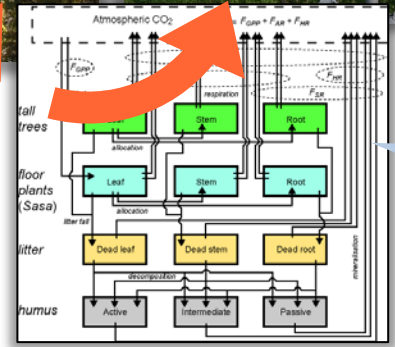 Atmospheric CO2
= FGPP + FAR + FHR
FGPP
FHR
respiration
FSR
tall
trees
Stem
Root
allocation
floor
plants
(Sasa)
Leaf
Stem
Root
allocation
litter fall
litter
Dead leaf
Dead stem
Dead root
decomposition
mineralisation
humus
Active
Intermediate
Passive